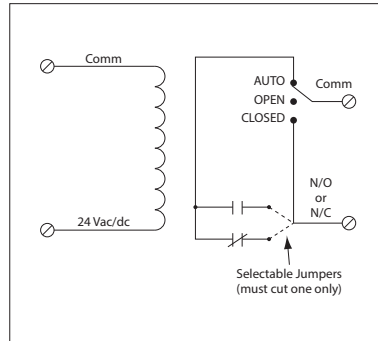 Comm
AUTO
Comm
OPEN
CLOSED
N/O
or
N/C
24 Vac/dc
Selectable Jumpers
(must cut one only)